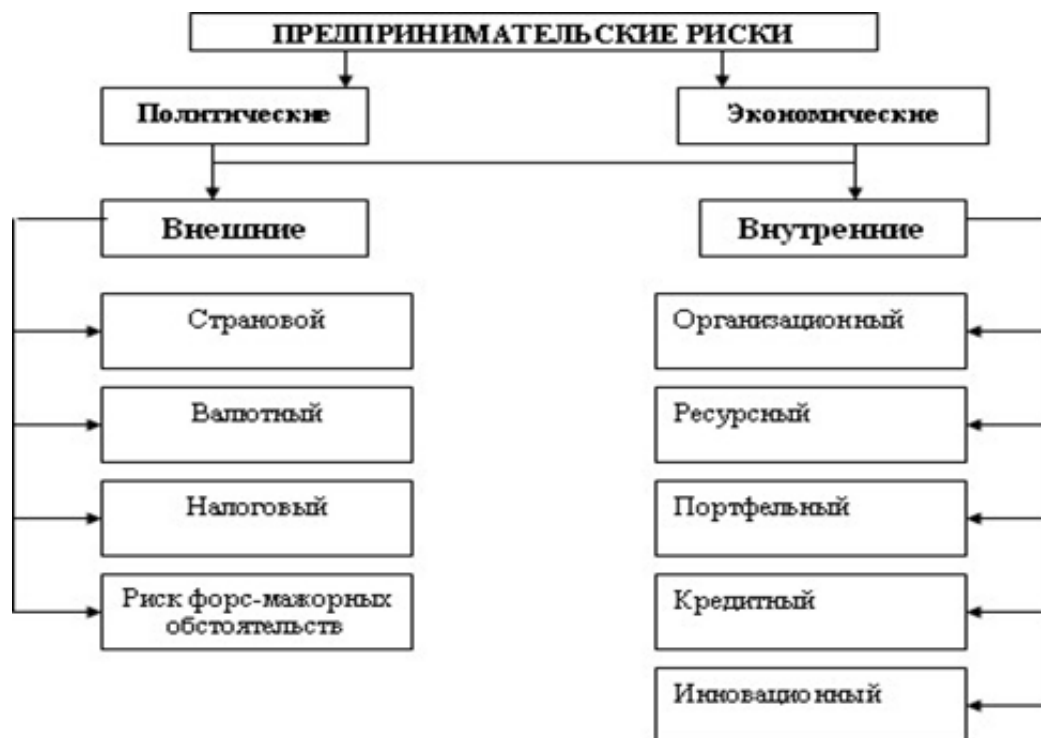 ПРЕДПРИНИМАТЕЛЬСКИЕ РИСКИ
Политические
Экономические
Внешние
Внутренние
Страновой
Организационный
Валютный
Ресурсный
Налоговый
Портфельный
Риск форс-мажорных
обстоятельств
Кредитный
Инновационный